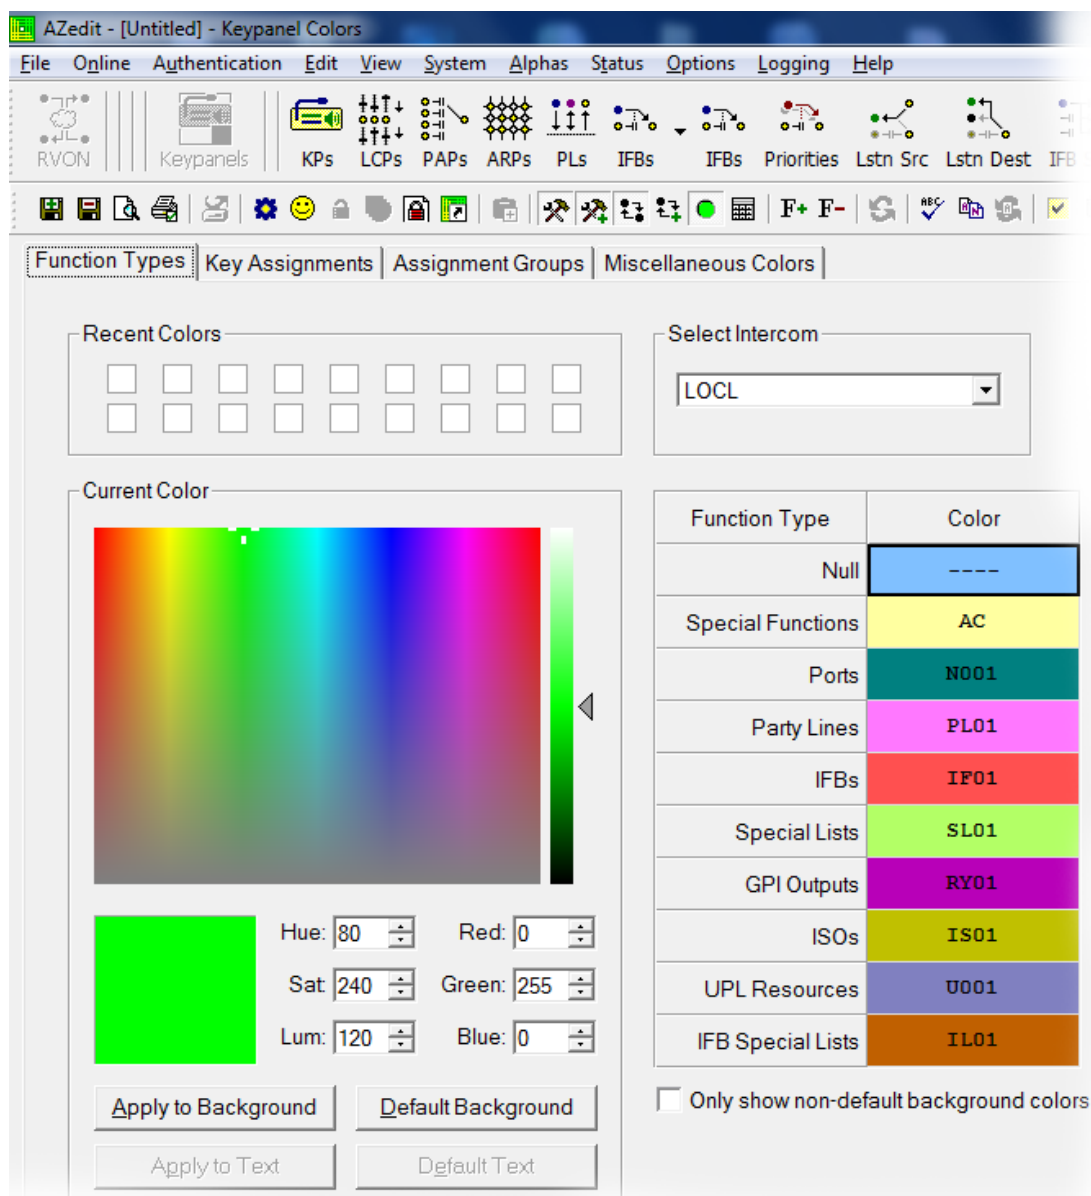 AZedit - [Untitled] - Keypanel Colors
File Online Authentication Edit View System Alphas Status Options Logging Help
RVON Keypanels KPs LCPs PAPs ARPs PLs IFBs IFBs Priorities Lstn Src Lstn Dest IFB
F+ F- ABC
Function Types Key Assignments Assignment Groups Miscellaneous Colors
Recent Colors
Select Intercom
LOCL
Current Color
Function Type Color
Null ----
Special Functions AC
Ports N001
Party Lines PL01
IFBs IF01
Special Lists SL01
GPI Outputs RY01
ISOs IS01
UPL Resources U001
IFB Special Lists IL01
Hue: 80 Red: 0
Sat: 240 Green: 255
Lum: 120 Blue: 0
Only show non-default background colors
Apply to Background Default Background
Apply to Text Default Text